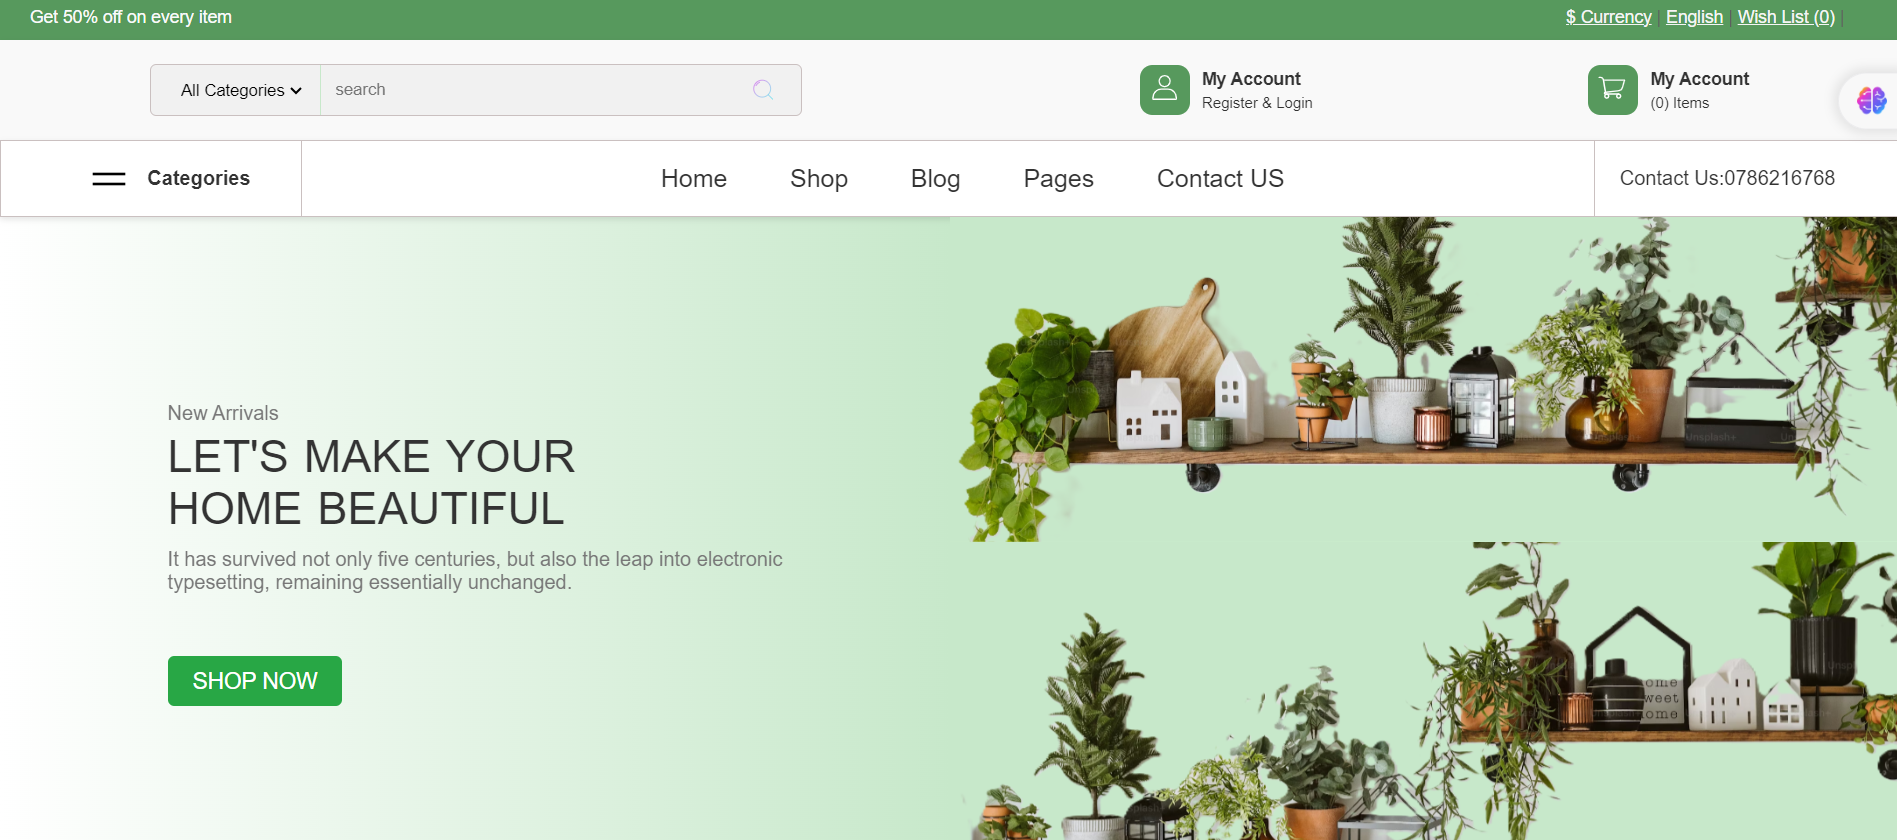 Get 50% off on every item
$ Currency | English | Wish List (0) |
All Categories
search
My Account
Register & Login
My Account
(0) Items
Categories
Home
Shop
Blog
Pages
Contact US
Contact Us:0786216768
New Arrivals
LET'S MAKE YOUR
HOME BEAUTIFUL
It has survived not only five centuries, but also the leap into electronic
typesetting, remaining essentially unchanged.
SHOP NOW
Unsplash+
home